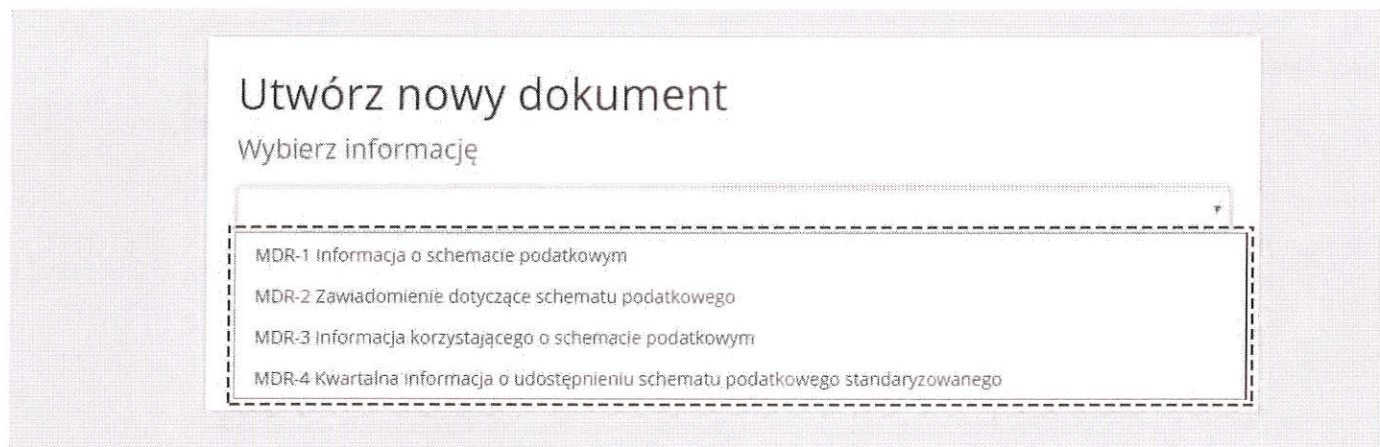 Utwórz nowy dokument
Wybierz informację
MDR-1 Informacja o schemacie podatkowym
MDR-2 Zawiadomienie dotyczące schematu podatkowego
MDR-3 Informacja korzystającego o schemacie podatkowym
MDR-4 Kwartalna informacja o udostępnieniu schematu podatkowego standaryzowanego